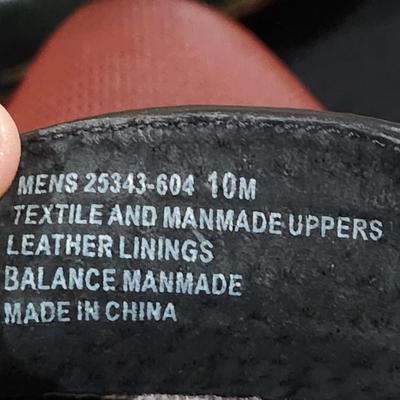 MENS 25343-604 10M
TEXTILE AND MANMADE UPPERS
LEATHER LININGS
BALANCE MANMADE
MADE IN CHINA